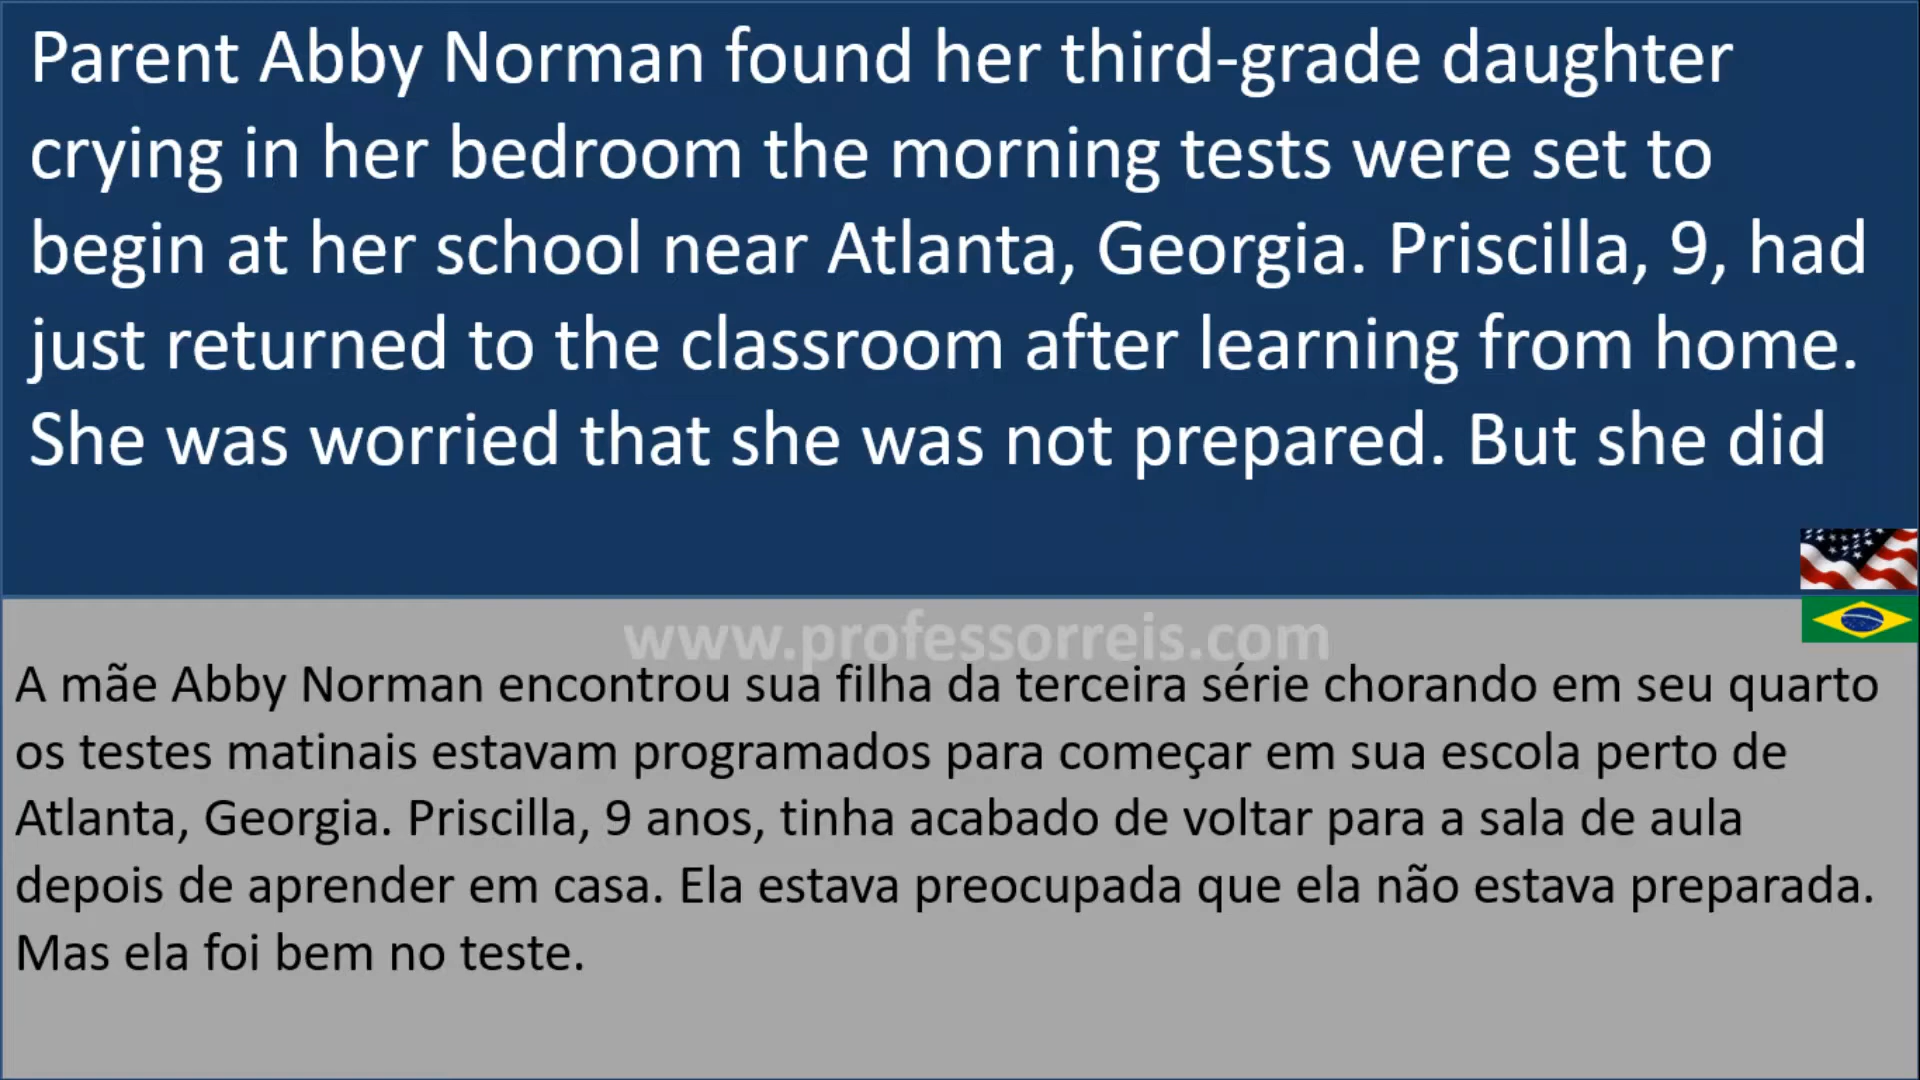 Parent Abby Norman found her third-grade daughter
crying in her bedroom the morning tests were set to
begin at her school near Atlanta, Georgia. Priscilla, 9, had
just returned to the classroom after learning from home.
She was worried that she was not prepared. But she did
www.professorreis.com
A mãe Abby Norman encontrou sua filha da terceira série chorando em seu quarto
os testes matinais estavam programados para começar em sua escola perto de
Atlanta, Georgia. Priscilla, 9 anos, tinha acabado de voltar para a sala de aula
depois de aprender em casa. Ela estava preocupada que ela não estava preparada.
Mas ela foi bem no teste.